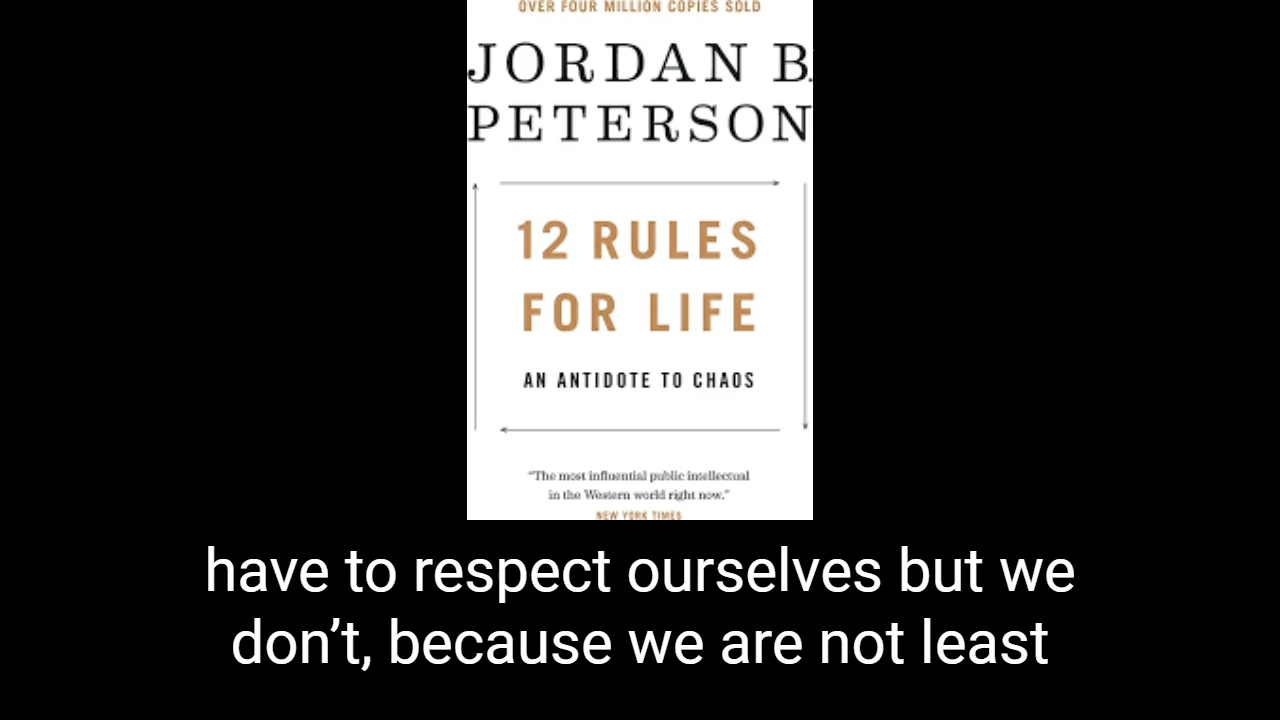 OVER FOUR MILLION COPIES SOLD
JORDAN B.
PETERSON
12 RULES
FOR LIFE
AN ANTIDOTE TO CHAOS
“The most influential public intellectual
in the Western world right now.”
NEW YORK TIMES
have to respect ourselves but we
don’t, because we are not least